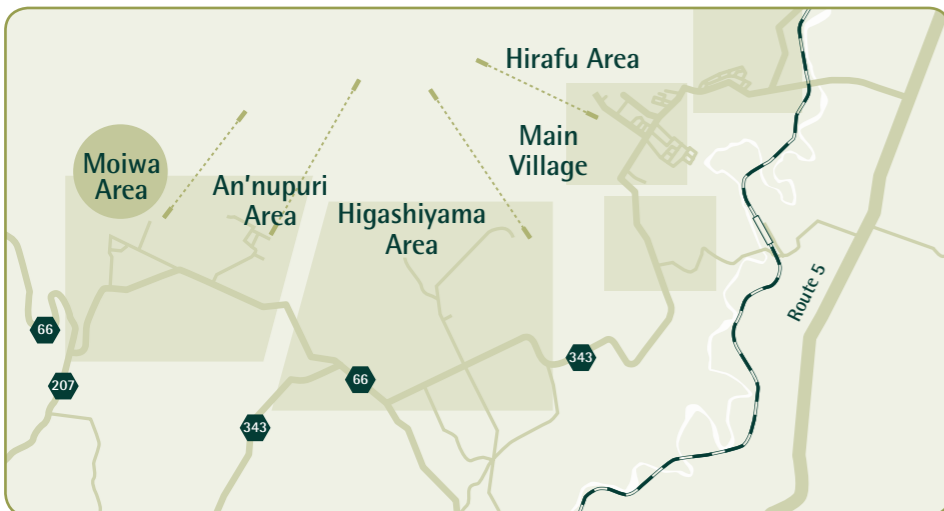 Hirafu Area
Main
Village
Moiwa
Area
An'nupuri
Area
Higashiyama
Area
Route 5
66
207
343
66
343